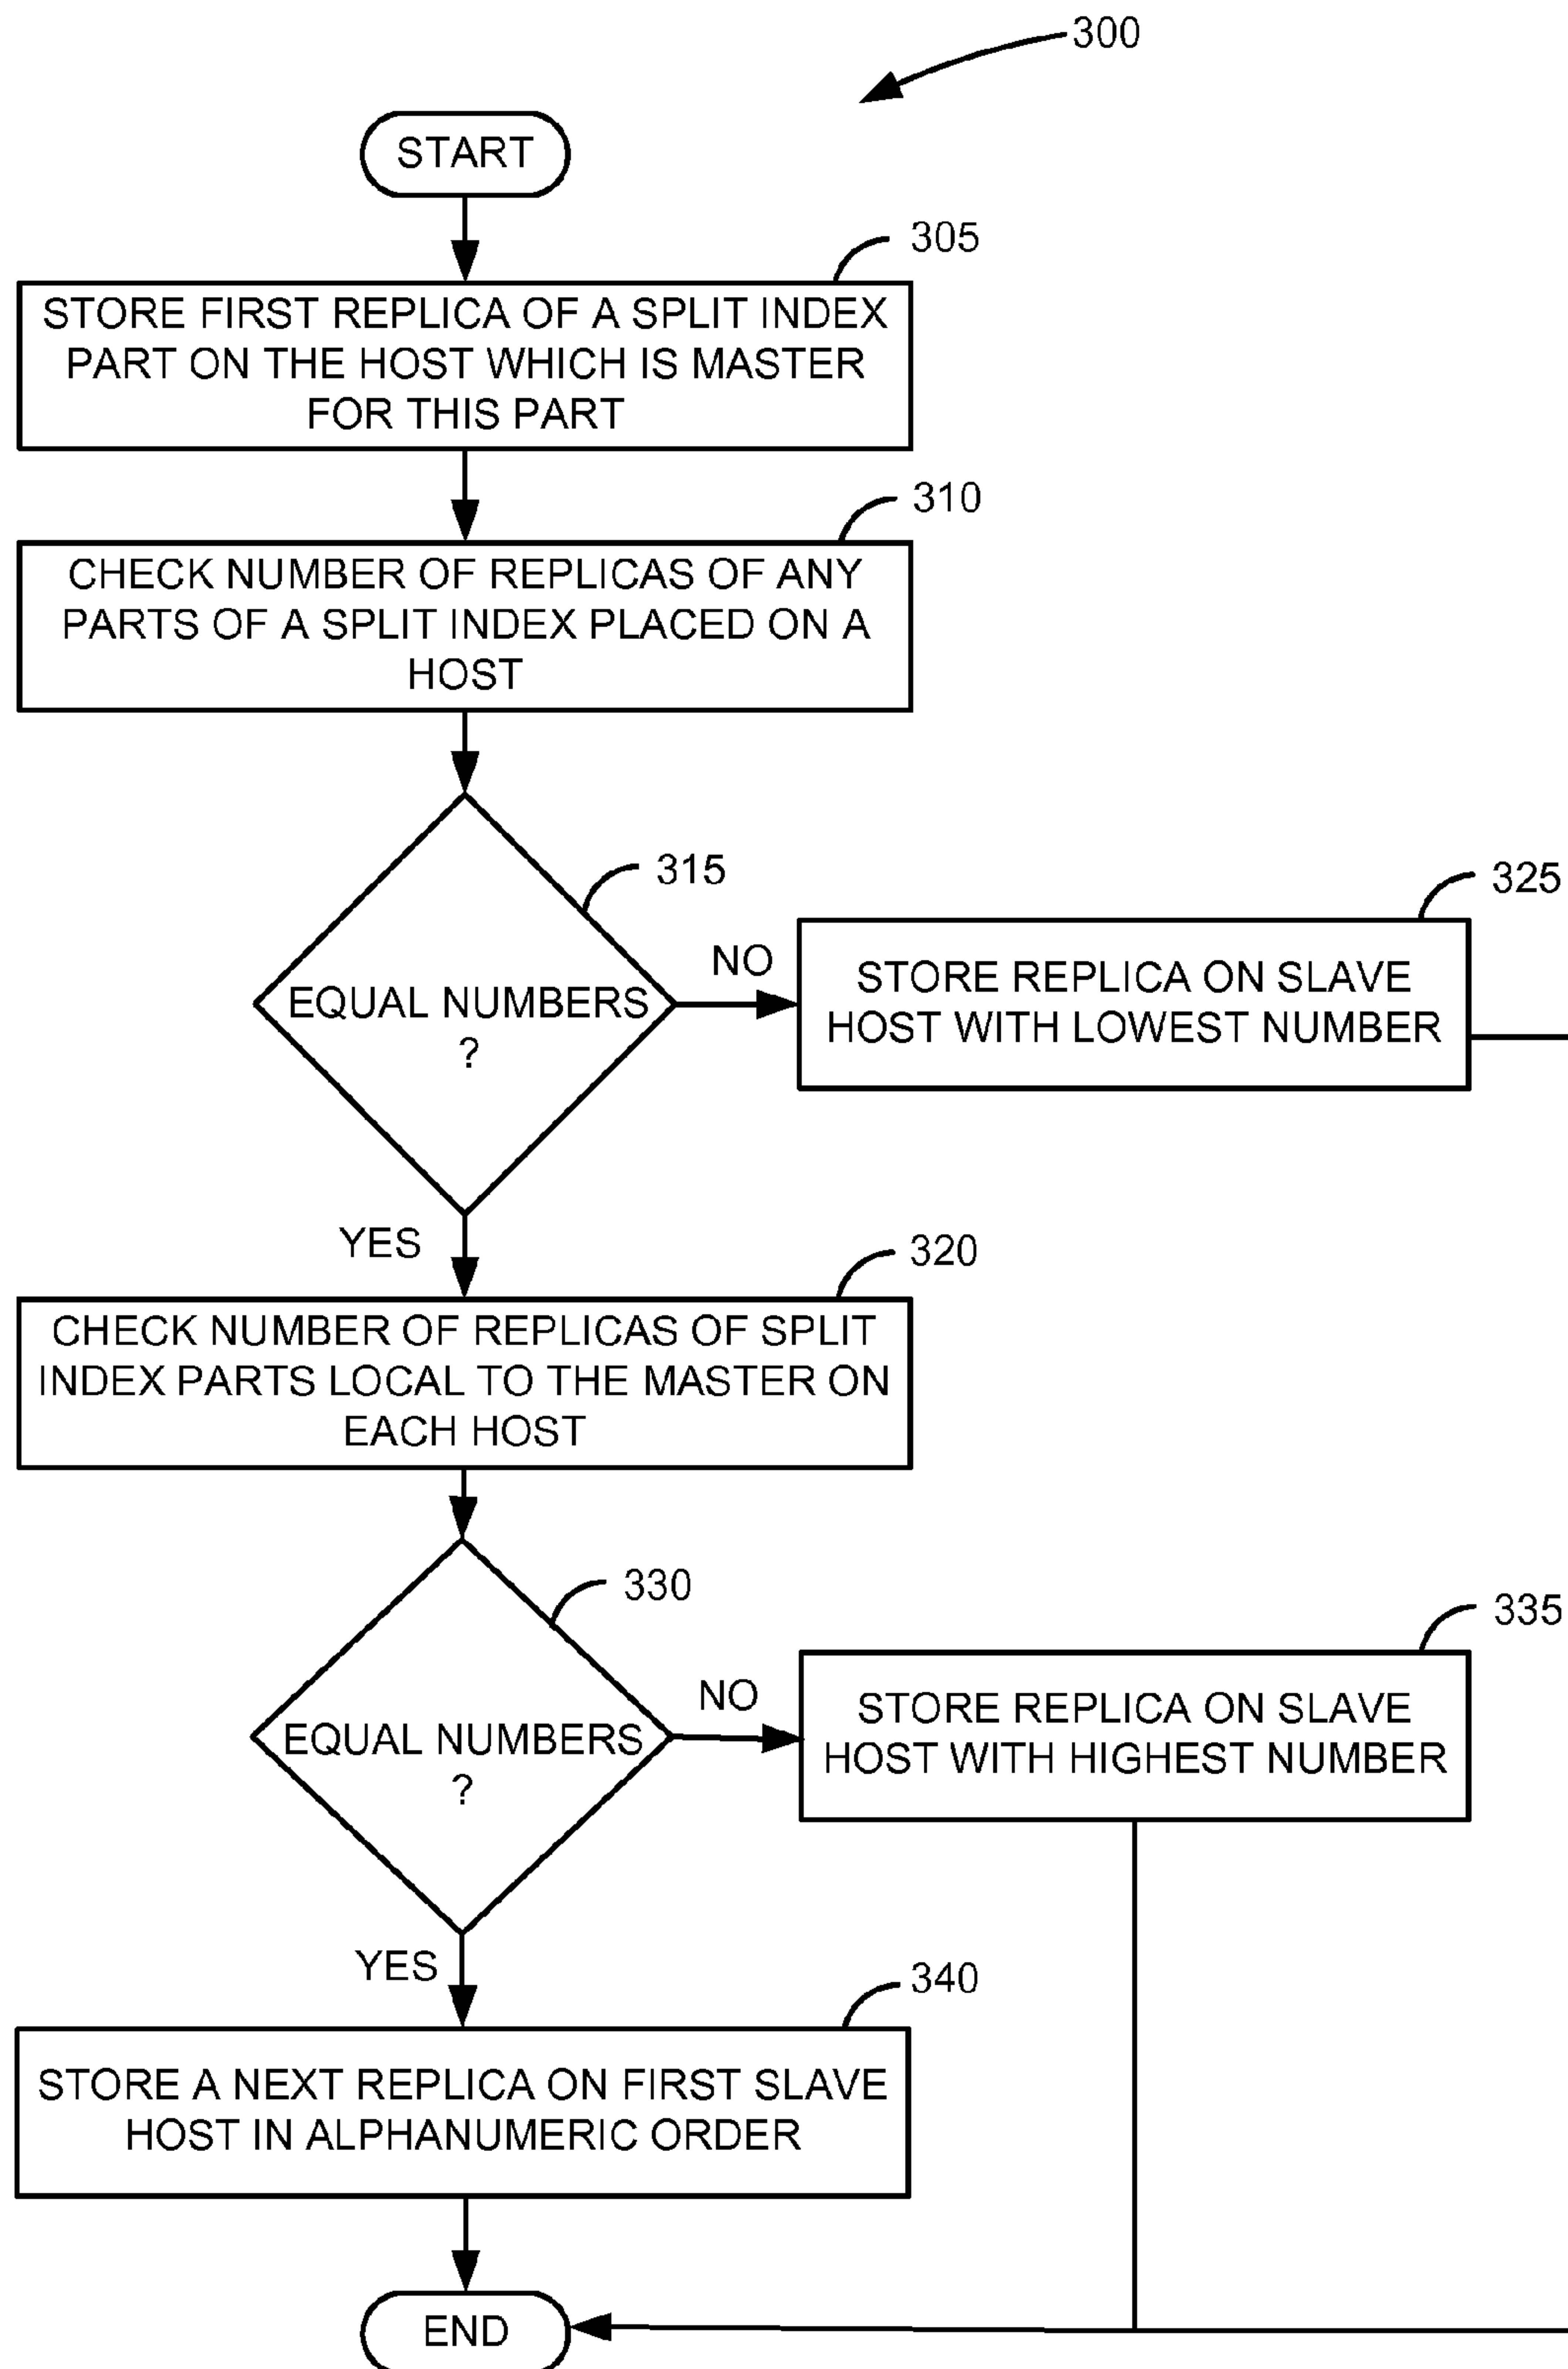 300
START
305
STORE FIRST REPLICA OF A SPLIT INDEX
PART ON THE HOST WHICH IS MASTER
FOR THIS PART
310
CHECK NUMBER OF REPLICAS OF ANY
PARTS OF A SPLIT INDEX PLACED ON A
HOST
315
EQUAL NUMBERS
?
NO
325
STORE REPLICA ON SLAVE
HOST WITH LOWEST NUMBER
YES
320
CHECK NUMBER OF REPLICAS OF SPLIT
INDEX PARTS LOCAL TO THE MASTER ON
EACH HOST
330
EQUAL NUMBERS
?
NO
335
STORE REPLICA ON SLAVE
HOST WITH HIGHEST NUMBER
YES
340
STORE A NEXT REPLICA ON FIRST SLAVE
HOST IN ALPHANUMERIC ORDER
END